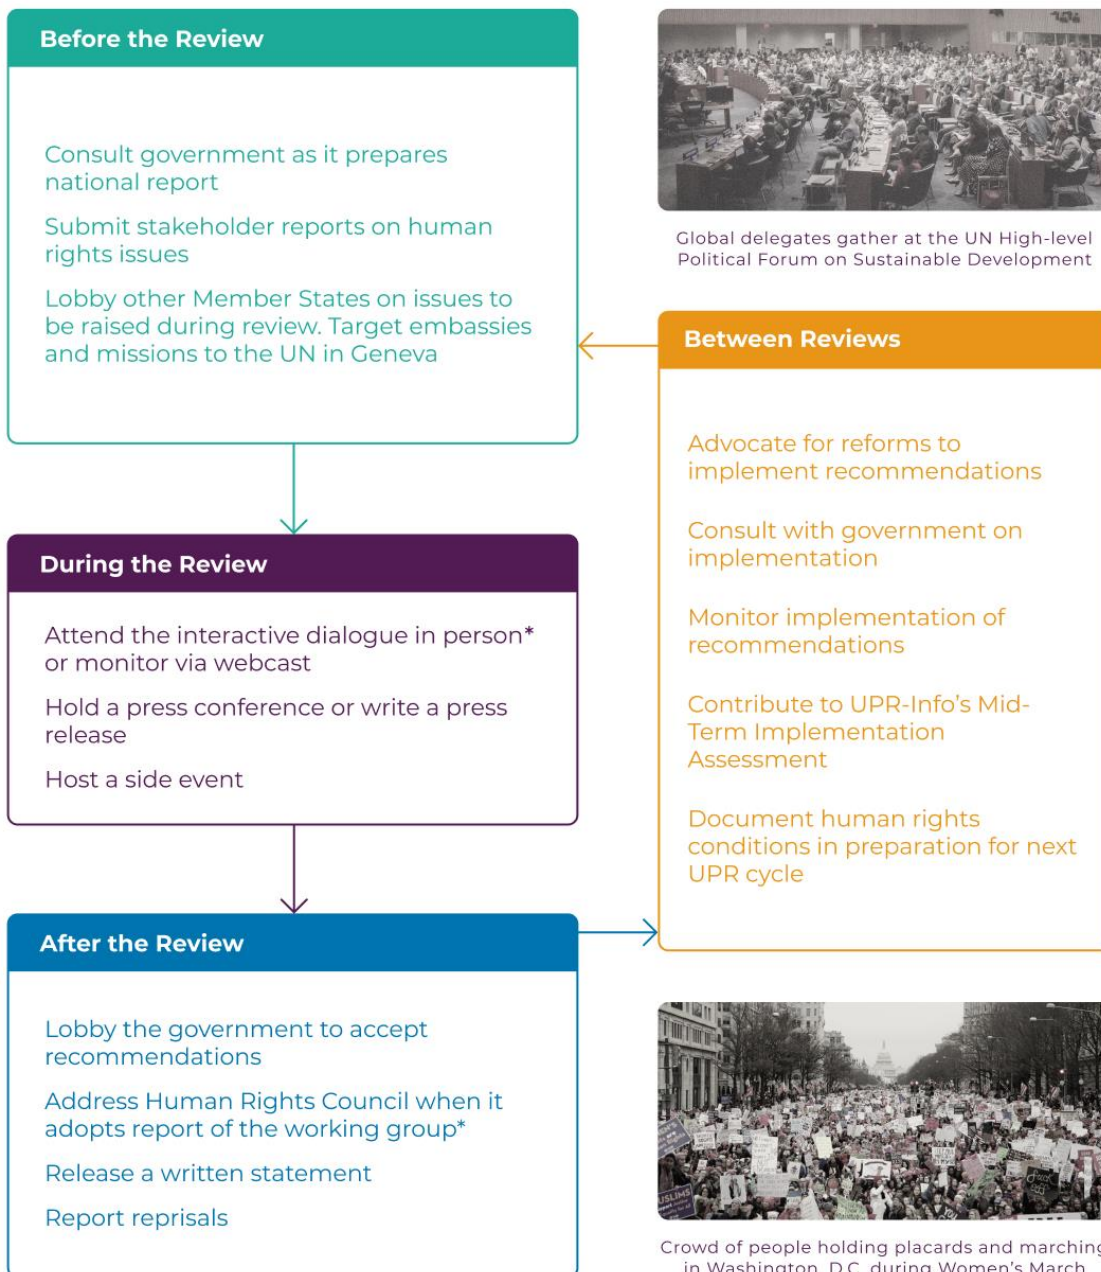 Before the Review
Consult government as it prepares
national report
Submit stakeholder reports on human
rights issues
Lobby other Member States on issues to
be raised during review. Target embassies
and missions to the UN in Geneva
During the Review
Attend the interactive dialogue in person*
or monitor via webcast
Hold a press conference or write a press
release
Host a side event
After the Review
Lobby the government to accept
recommendations
Address Human Rights Council when it
adopts report of the working group*
Release a written statement
Report reprisals
Global delegates gather at the UN High-level
Political Forum on Sustainable Development
Between Reviews
Advocate for reforms to
implement recommendations
Consult with government on
implementation
Monitor implementation of
recommendations
Contribute to UPR-Info’s Mid-
Term Implementation
Assessment
Document human rights
conditions in preparation for next
UPR cycle
Crowd of people holding placards and marching
in Washington, D.C. during Women’s March